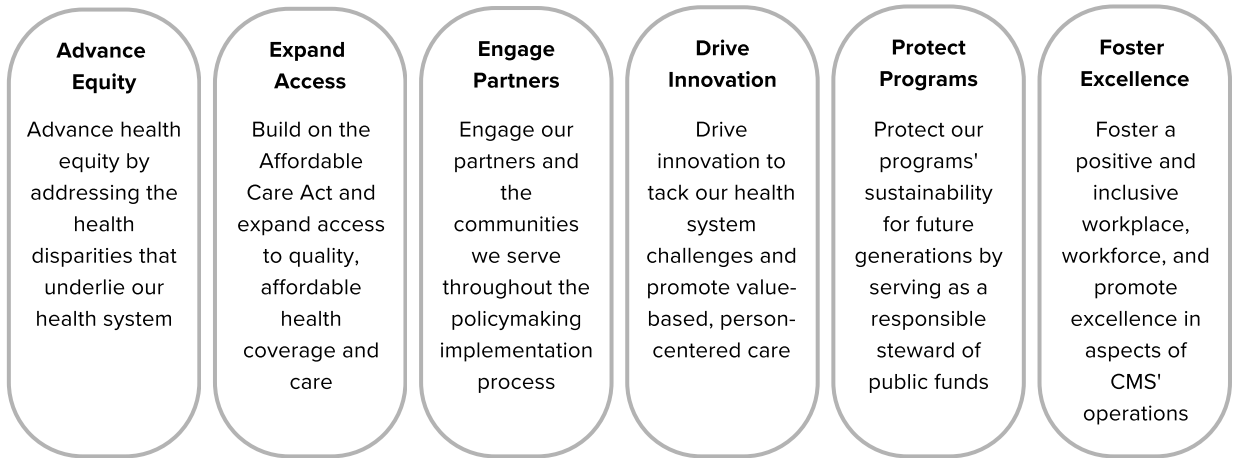 Advance
Equity
Advance health
equity by
addressing the
health
disparities that
underlie our
health system
Expand
Access
Build on the
Affordable
Care Act and
expand access
to quality,
affordable
health
coverage and
care
Engage
Partners
Engage our
partners and
the
communities
we serve
throughout the
policymaking
implementation
process
Drive
Innovation
Drive
innovation to
tack our health
system
challenges and
promote value-
based, person-
centered care
Protect
Programs
Protect our
programs'
sustainability
for future
generations by
serving as a
responsible
steward of
public funds
Foster
Excellence
Foster a
positive and
inclusive
workplace,
workforce, and
promote
excellence in
aspects of
CMS'
operations